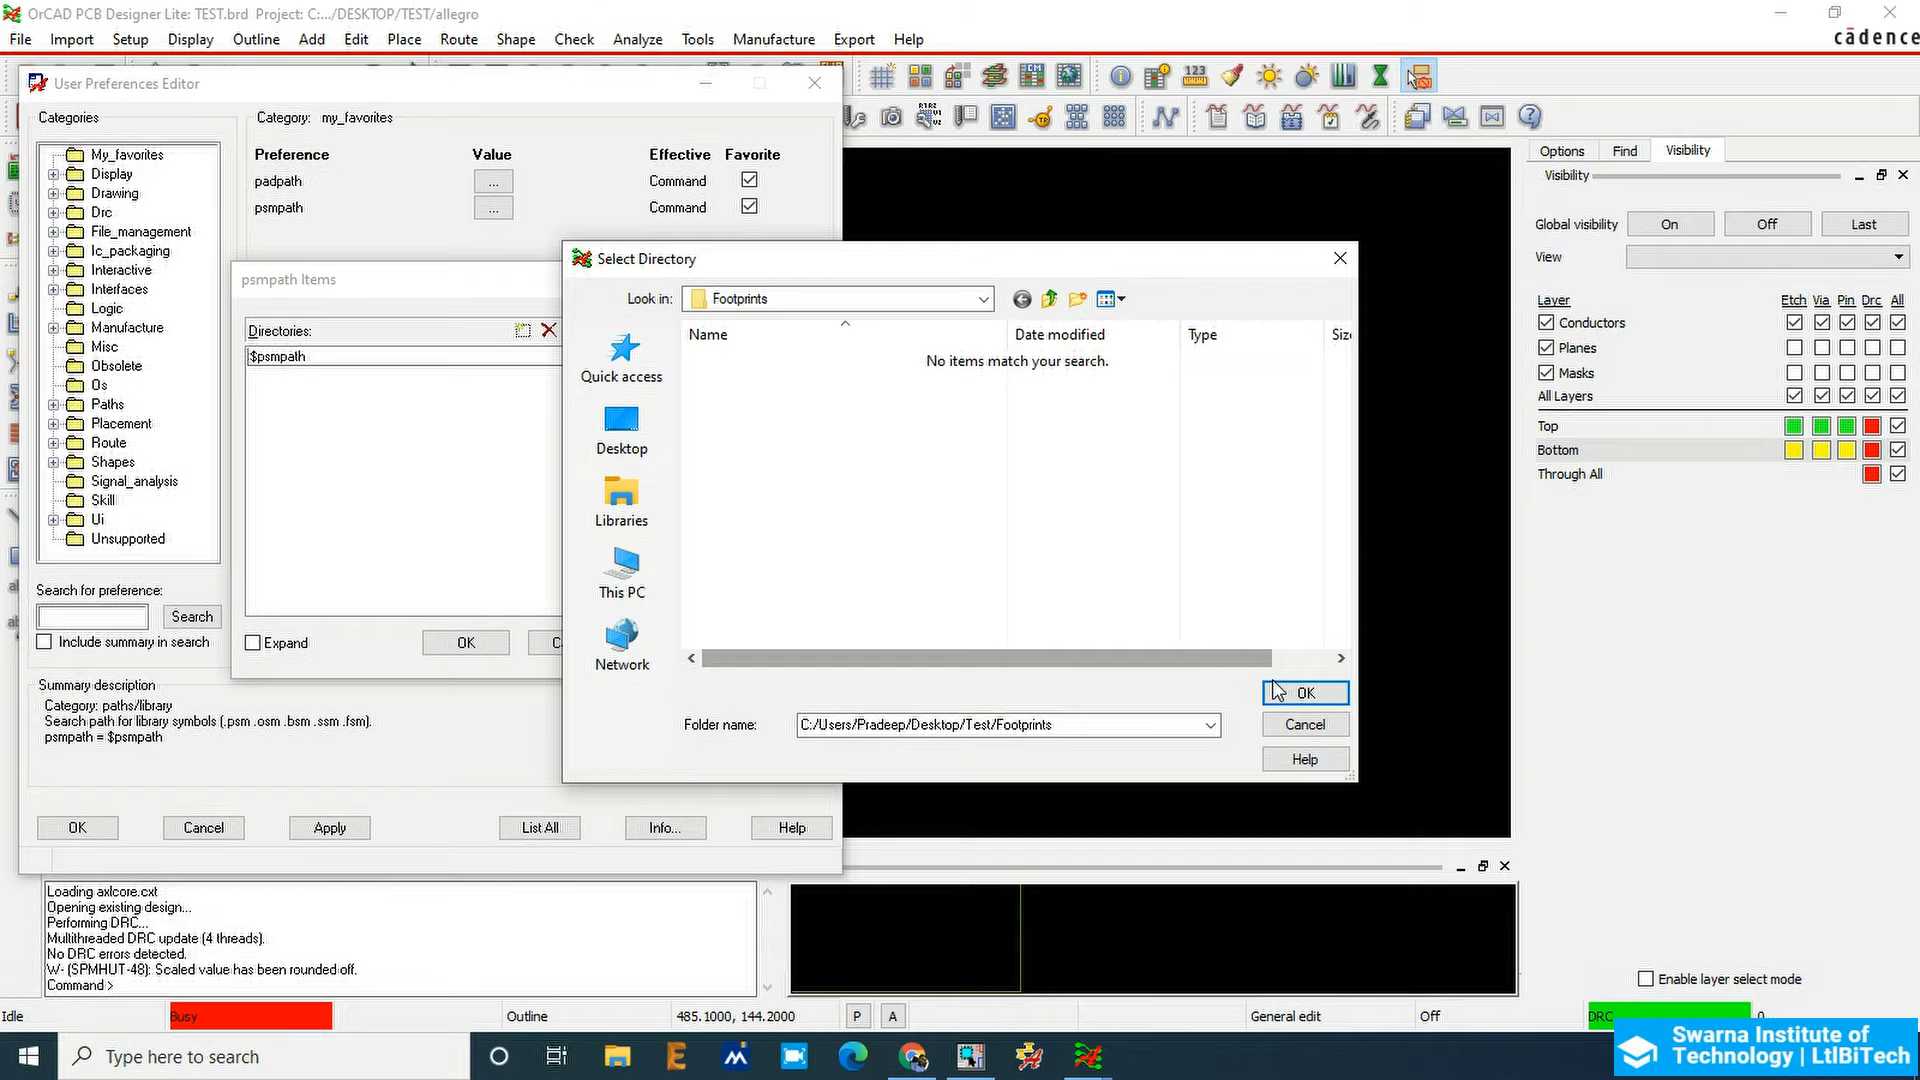 OrCAD PCB Designer Lite: TEST.brd  Project: C:.../DESKTOP/TEST/allegro
File Import Setup Display Outline Add Edit Place Route Shape Check Analyze Tools Manufacture Export Help
cādence
User Preferences Editor
Categories
My_favorites
Display
Drawing
Drc
File_management
Ic_packaging
Interactive
Interfaces
Logic
Manufacture
Misc
Obsolete
Os
Paths
Placement
Route
Shapes
Signal_analysis
Skill
Ui
Unsupported
Search for preference:
Search
Include summary in search
Category: my_favorites
Preference Value Effective Favorite
padpath ... Command
psmpath ... Command
psmpath Items
Directories:
$psmpath
Expand
OK
Summary description
Category: paths/library
Search path for library symbols (.psm .osm .bsm .ssm .fsm).
psmpath = $psmpath
OK Cancel Apply List All Info... Help
Select Directory
Look in: Footprints
Name Date modified Type Siz
No items match your search.
Quick access
Desktop
Libraries
This PC
Network
OK
Folder name: C:/Users/Pradeep/Desktop/Test/Footprints
Cancel
Help
Options Find Visibility
Visibility
Global visibility On Off Last
View
Layer Etch Via Pin Drc All
Conductors
Planes
Masks
All Layers
Top
Bottom
Through All
Enable layer select mode
Loading axlcore.cxt
Opening existing design...
Performing DRC...
Multithreaded DRC update (4 threads).
No DRC errors detected.
W- (SPMHUT-48): Scaled value has been rounded off.
Command >
Idle Busy Outline 485.1000, 144.2000 P A General edit Off DRC
Type here to search
Swarna Institute of
Technology | LtlBiTech